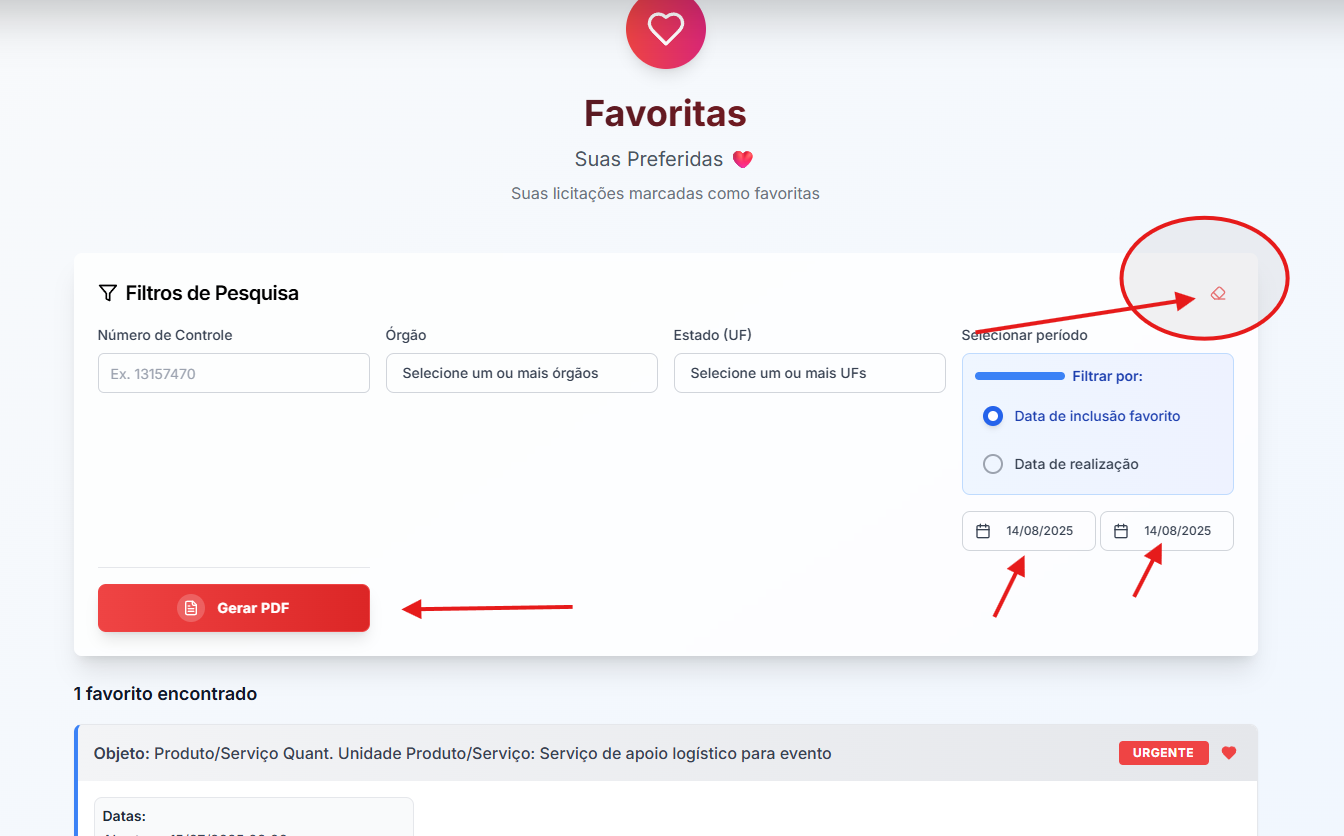 Favoritas
Suas Preferidas
Suas licitações marcadas como favoritas
Filtros de Pesquisa
Número de Controle
Órgão
Estado (UF)
Selecionar período
Ex. 13157470
Selecione um ou mais órgãos
Selecione um ou mais UFs
Filtrar por:
Data de inclusão favorito
Data de realização
14/08/2025
14/08/2025
Gerar PDF
1 favorito encontrado
Objeto: Produto/Serviço Quant. Unidade Produto/Serviço: Serviço de apoio logístico para evento
URGENTE
Datas: